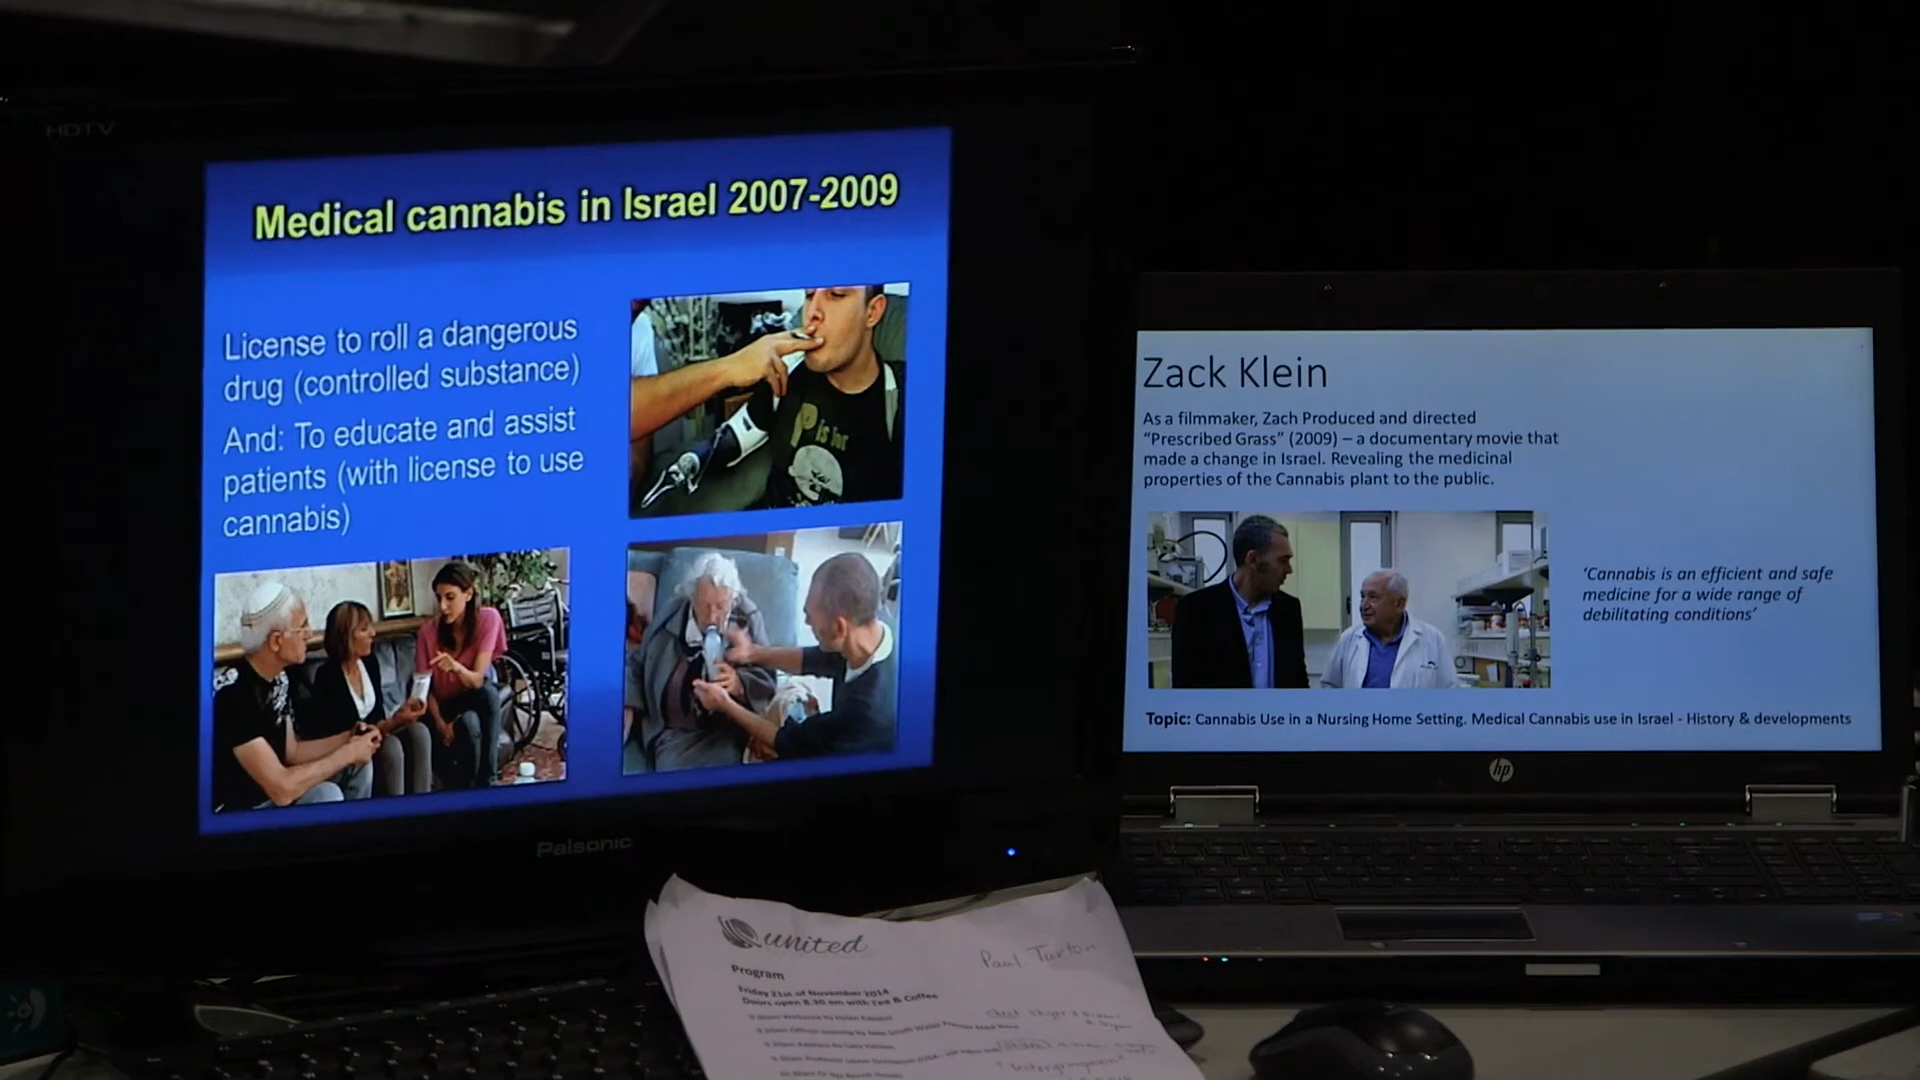 HDTV
Medical cannabis in Israel 2007-2009
License to roll a dangerous
drug (controlled substance)
And: To educate and assist
patients (with license to use
cannabis)
P is for
Palsonic
Zack Klein
As a filmmaker, Zach Produced and directed
“Prescribed Grass” (2009) – a documentary movie that
made a change in Israel. Revealing the medicinal
properties of the Cannabis plant to the public.
‘Cannabis is an efficient and safe
medicine for a wide range of
debilitating conditions’
Topic: Cannabis Use in a Nursing Home Setting. Medical Cannabis use in Israel - History & developments
hp
united
Paul Turton
Program
Friday 21st of November 2014
Doors open 8.30 am with Tea & Coffee